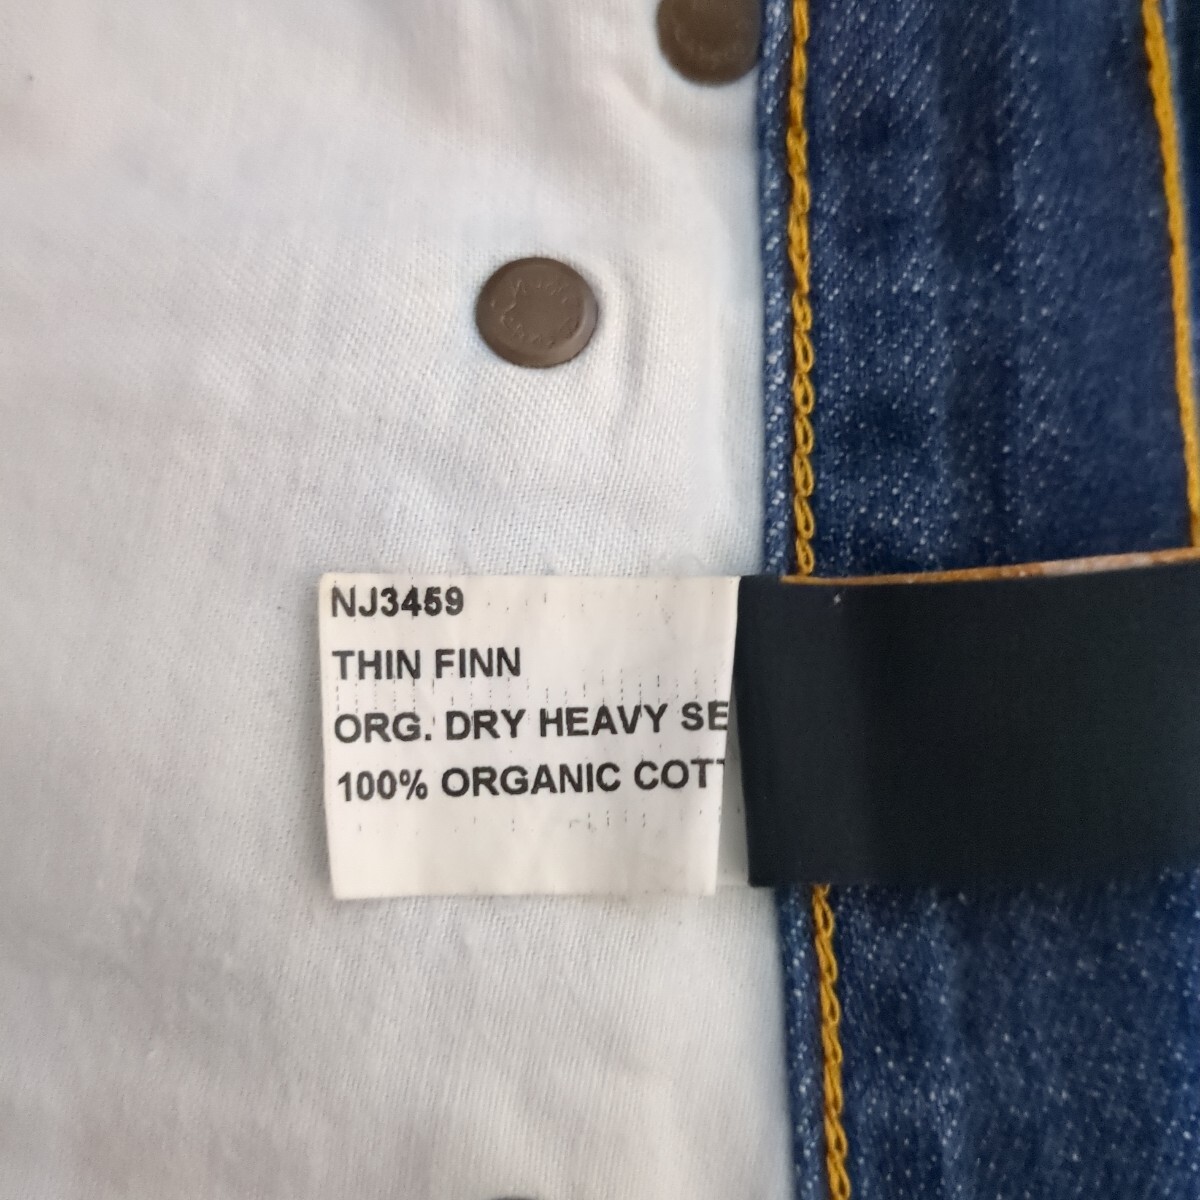 NJ3459
THIN FINN
ORG. DRY HEAVY SE
100% ORGANIC COTT